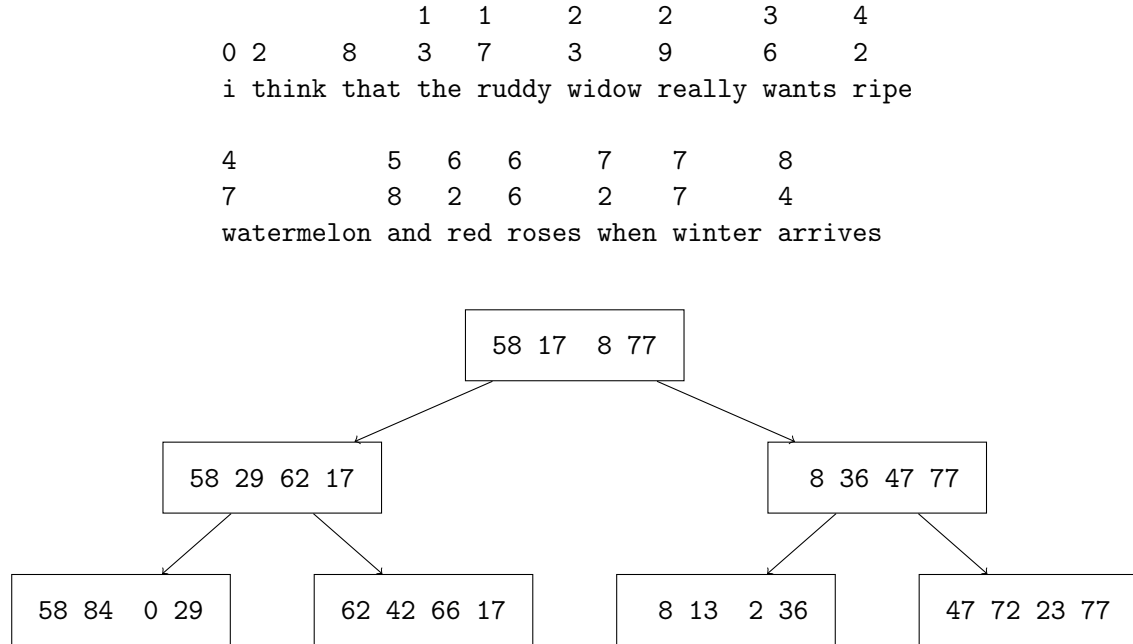 1 1 2 2 3 4
0 2 8 3 7 3 9 6 2
i think that the ruddy widow really wants ripe
4 5 6 6 7 7 8
7 8 2 6 2 7 4
watermelon and red roses when winter arrives
58 17 8 77
58 29 62 17 8 36 47 77
58 84 0 29 62 42 66 17 8 13 2 36 47 72 23 77